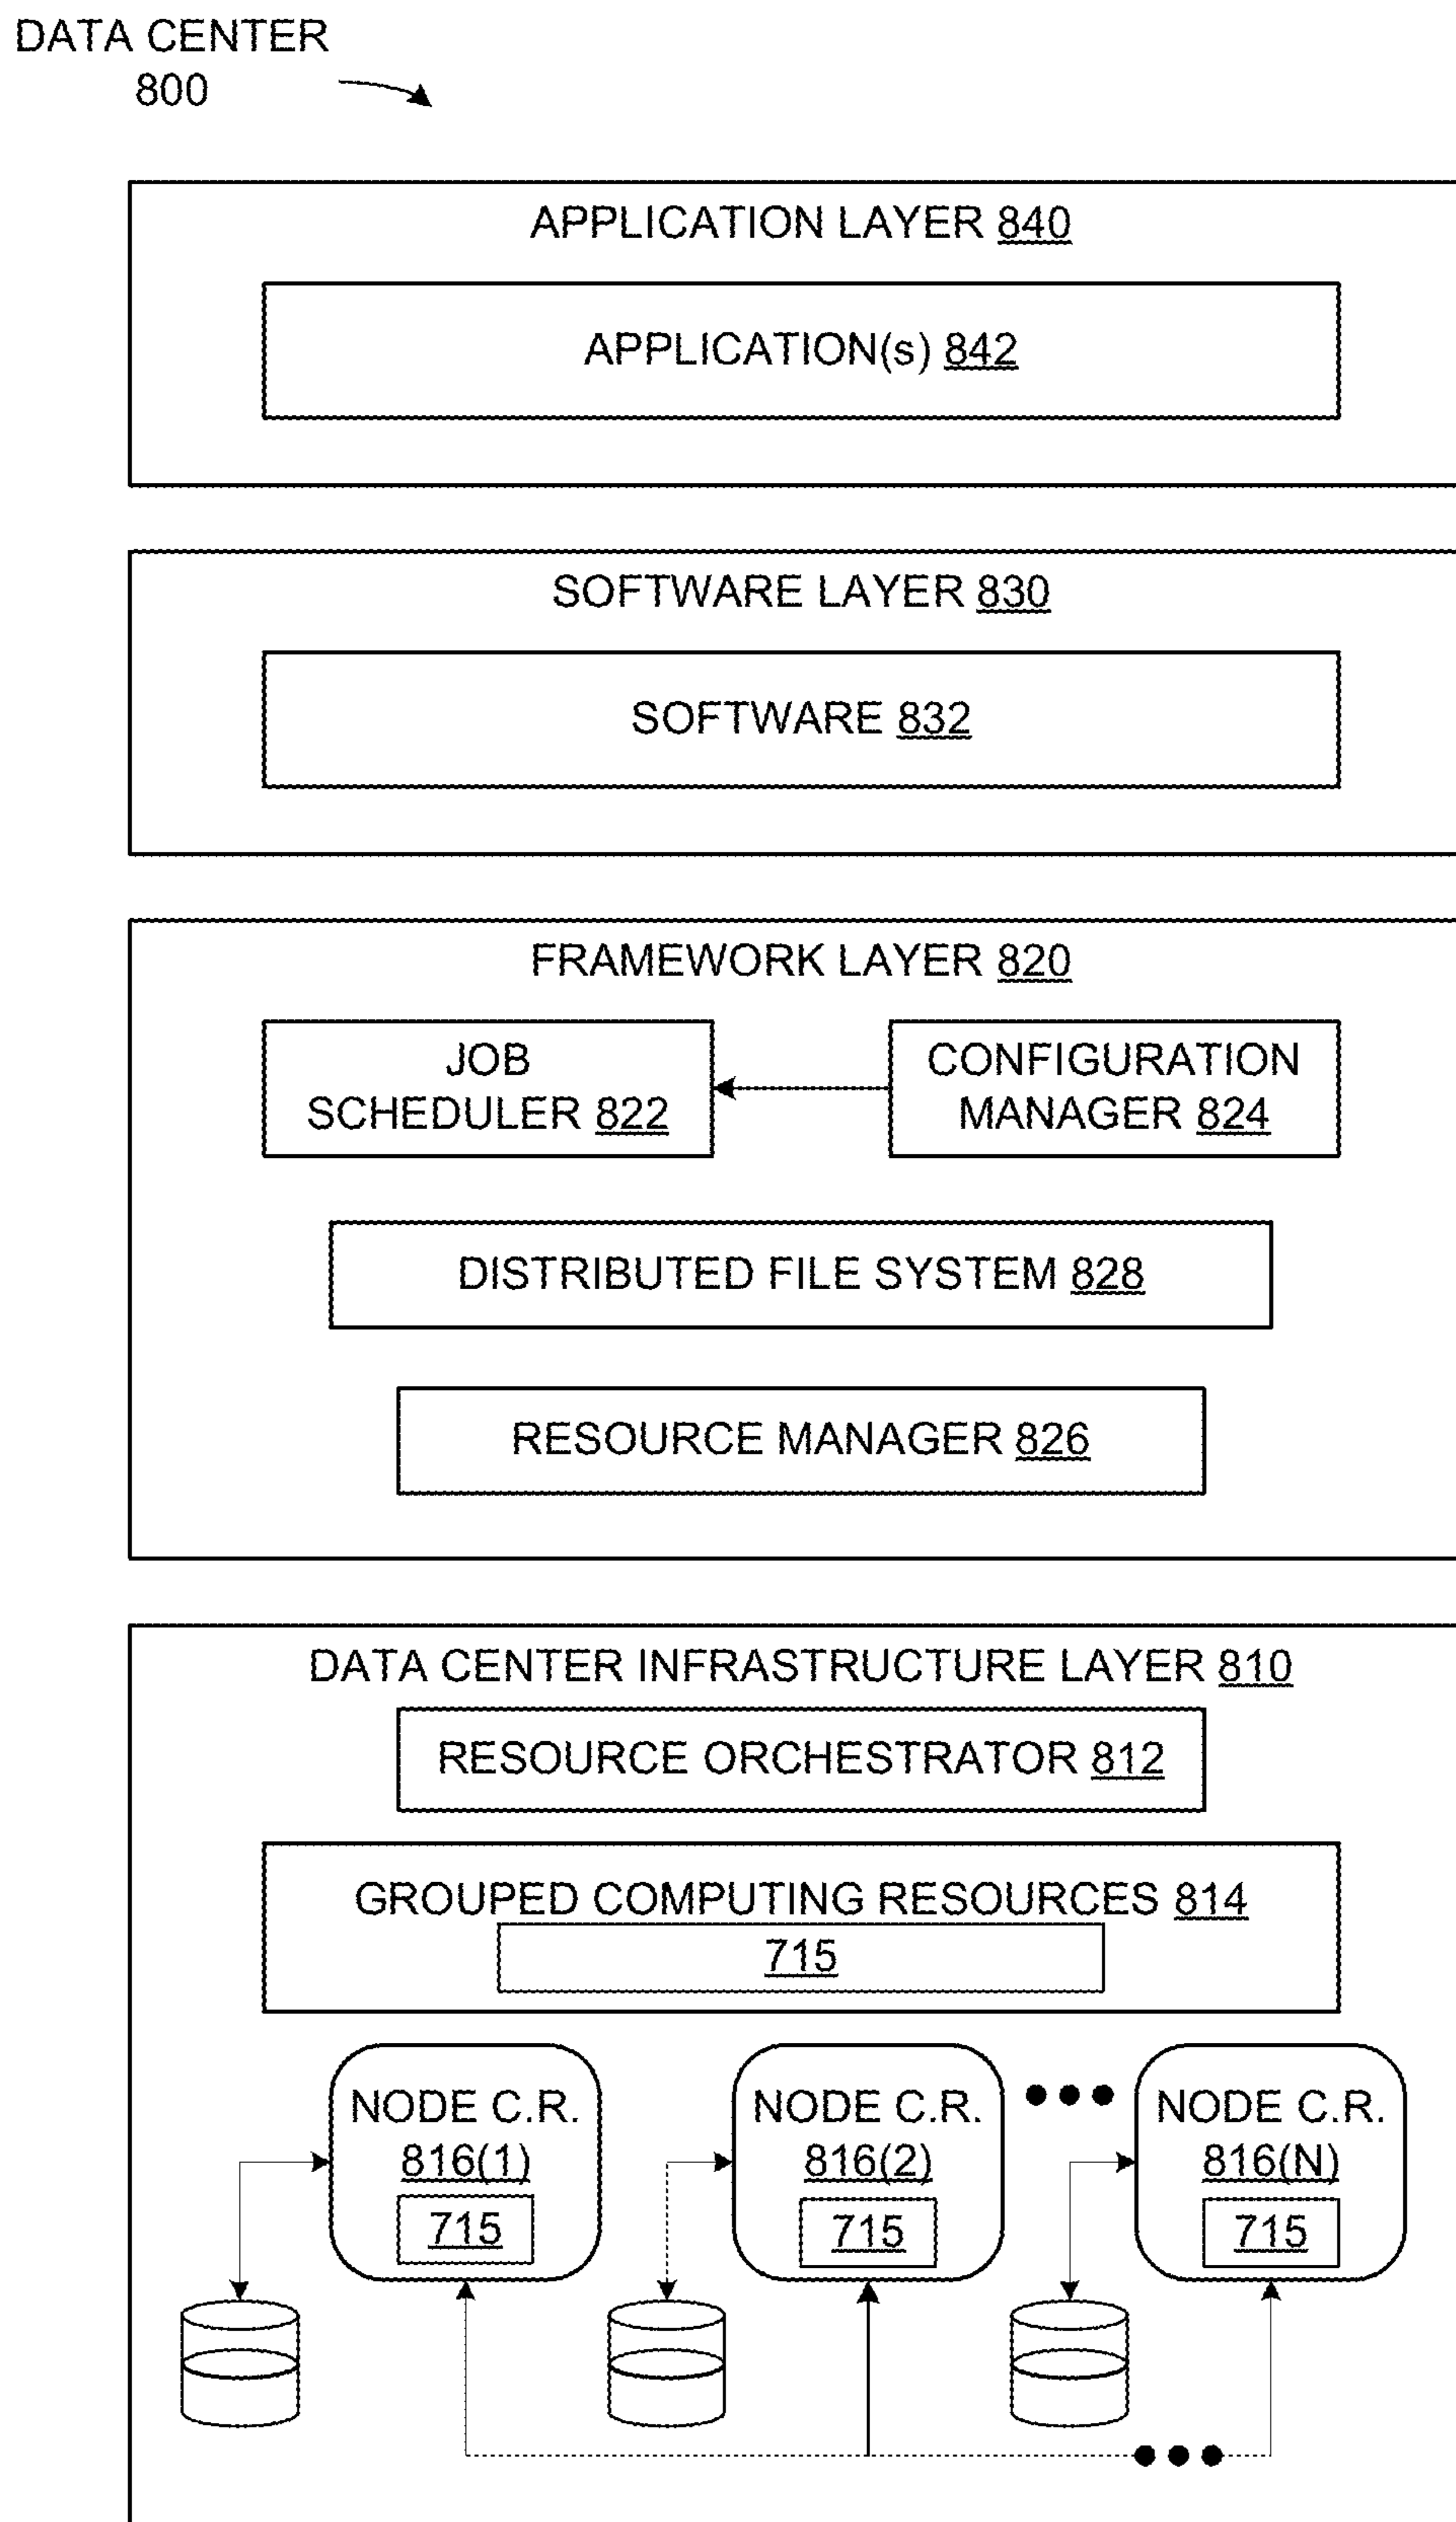 DATA CENTER
800
APPLICATION LAYER 840
APPLICATION(s) 842
SOFTWARE LAYER 830
SOFTWARE 832
FRAMEWORK LAYER 820
JOB
SCHEDULER 822
CONFIGURATION
MANAGER 824
DISTRIBUTED FILE SYSTEM 828
RESOURCE MANAGER 826
DATA CENTER INFRASTRUCTURE LAYER 810
RESOURCE ORCHESTRATOR 812
GROUPED COMPUTING RESOURCES 814
715
NODE C.R.
816(1)
715
NODE C.R.
816(2)
715
NODE C.R.
816(N)
715